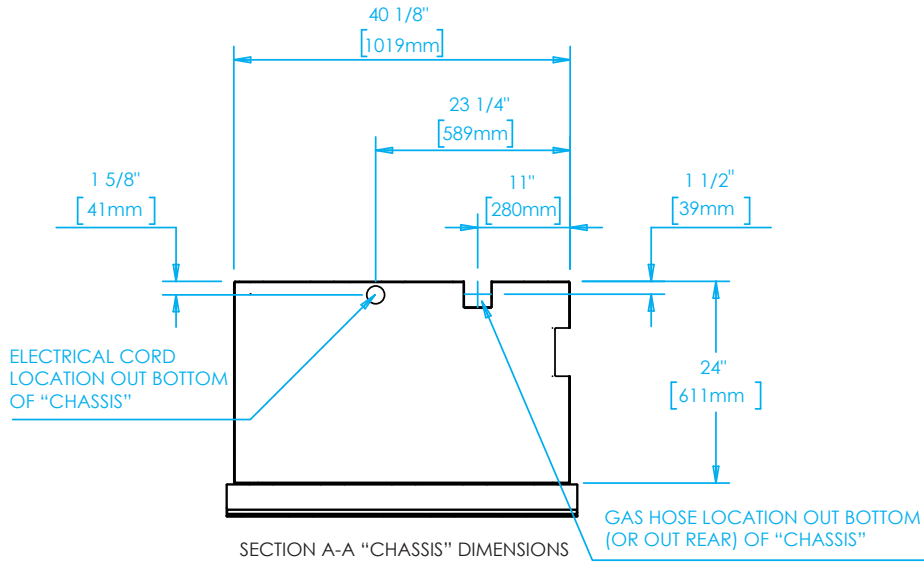 40 1/8"
[1019mm]
23 1/4"
[589mm]
1 5/8"
[41mm]
11"
[280mm]
1 1/2"
[39mm]
ELECTRICAL CORD
LOCATION OUT BOTTOM
OF “CHASSIS”
24"
[611mm]
GAS HOSE LOCATION OUT BOTTOM
(OR OUT REAR) OF “CHASSIS”
SECTION A-A “CHASSIS” DIMENSIONS